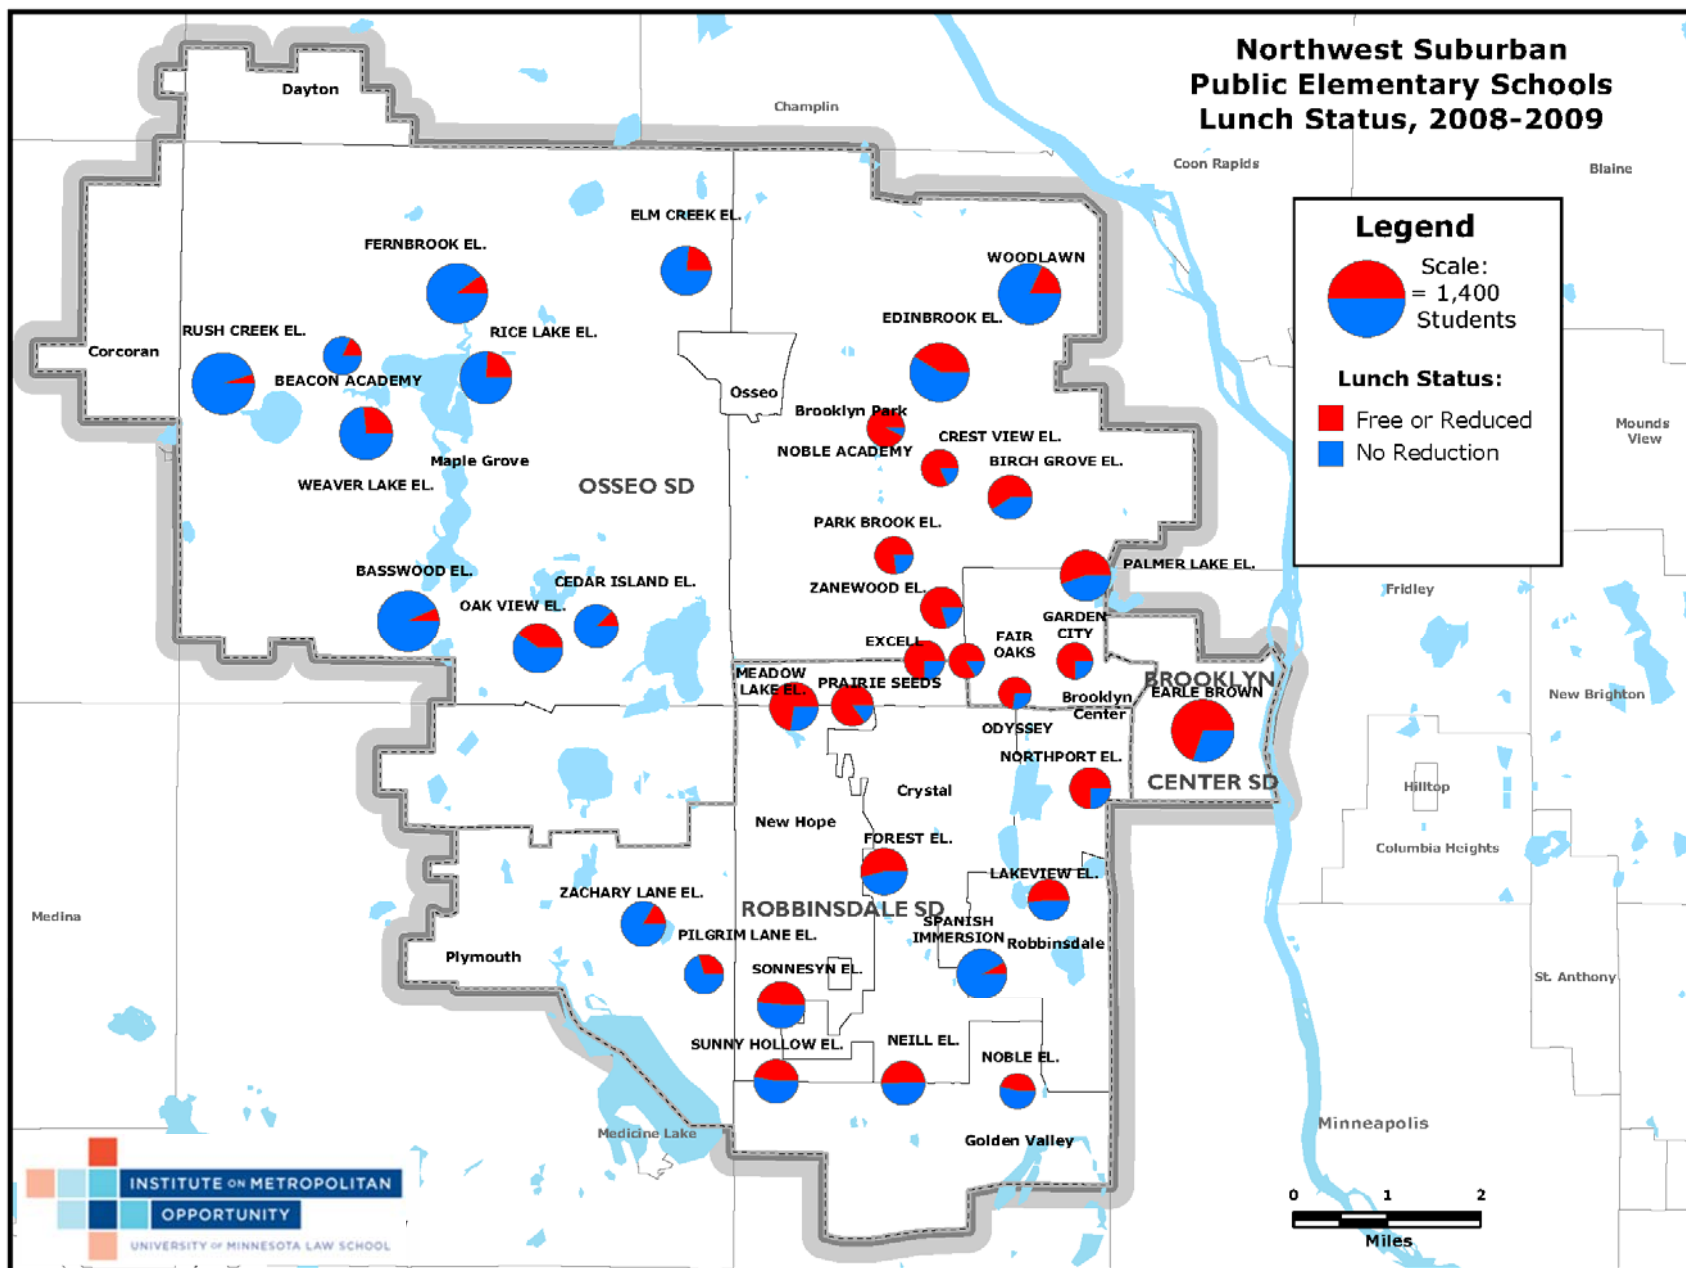 Northwest Suburban
Public Elementary Schools
Lunch Status, 2008-2009
Dayton
Champlin
Coon Rapids
Blaine
Legend
Scale:
= 1,400
Students
Lunch Status:
Free or Reduced
No Reduction
ELM CREEK EL.
FERNBROOK EL.
WOODLAWN
EDINBROOK EL.
RUSH CREEK EL.
RICE LAKE EL.
Corcoran
BEACON ACADEMY
Osseo
Brooklyn Park
NOBLE ACADEMY
CREST VIEW EL.
BIRCH GROVE EL.
Mounds
View
Maple Grove
WEAVER LAKE EL.
OSSEO SD
PARK BROOK EL.
PALMER LAKE EL.
BASSWOOD EL.
CEDAR ISLAND EL.
OAK VIEW EL.
ZANEWOOD EL.
Fridley
GARDEN
CITY
FAIR
OAKS
EXCELL
MEADOW
LAKE EL.
PRAIRIE SEEDS
BROOKLYN
EARLE BROWN
New Brighton
Brooklyn
Center
ODYSSEY
NORTHPORT EL.
CENTER SD
Hilltop
Crystal
New Hope
FOREST EL.
Columbia Heights
LAKEVIEW EL.
ZACHARY LANE EL.
ROBBINSDALE SD
SPANISH
IMMERSION
Robbinsdale
Medina
PILGRIM LANE EL.
Plymouth
SONNESYN EL.
St. Anthony
SUNNY HOLLOW EL.
NEILL EL.
NOBLE EL.
Medicine Lake
Golden Valley
Minneapolis
INSTITUTE ON METROPOLITAN
OPPORTUNITY
UNIVERSITY OF MINNESOTA LAW SCHOOL
0 1 2
Miles